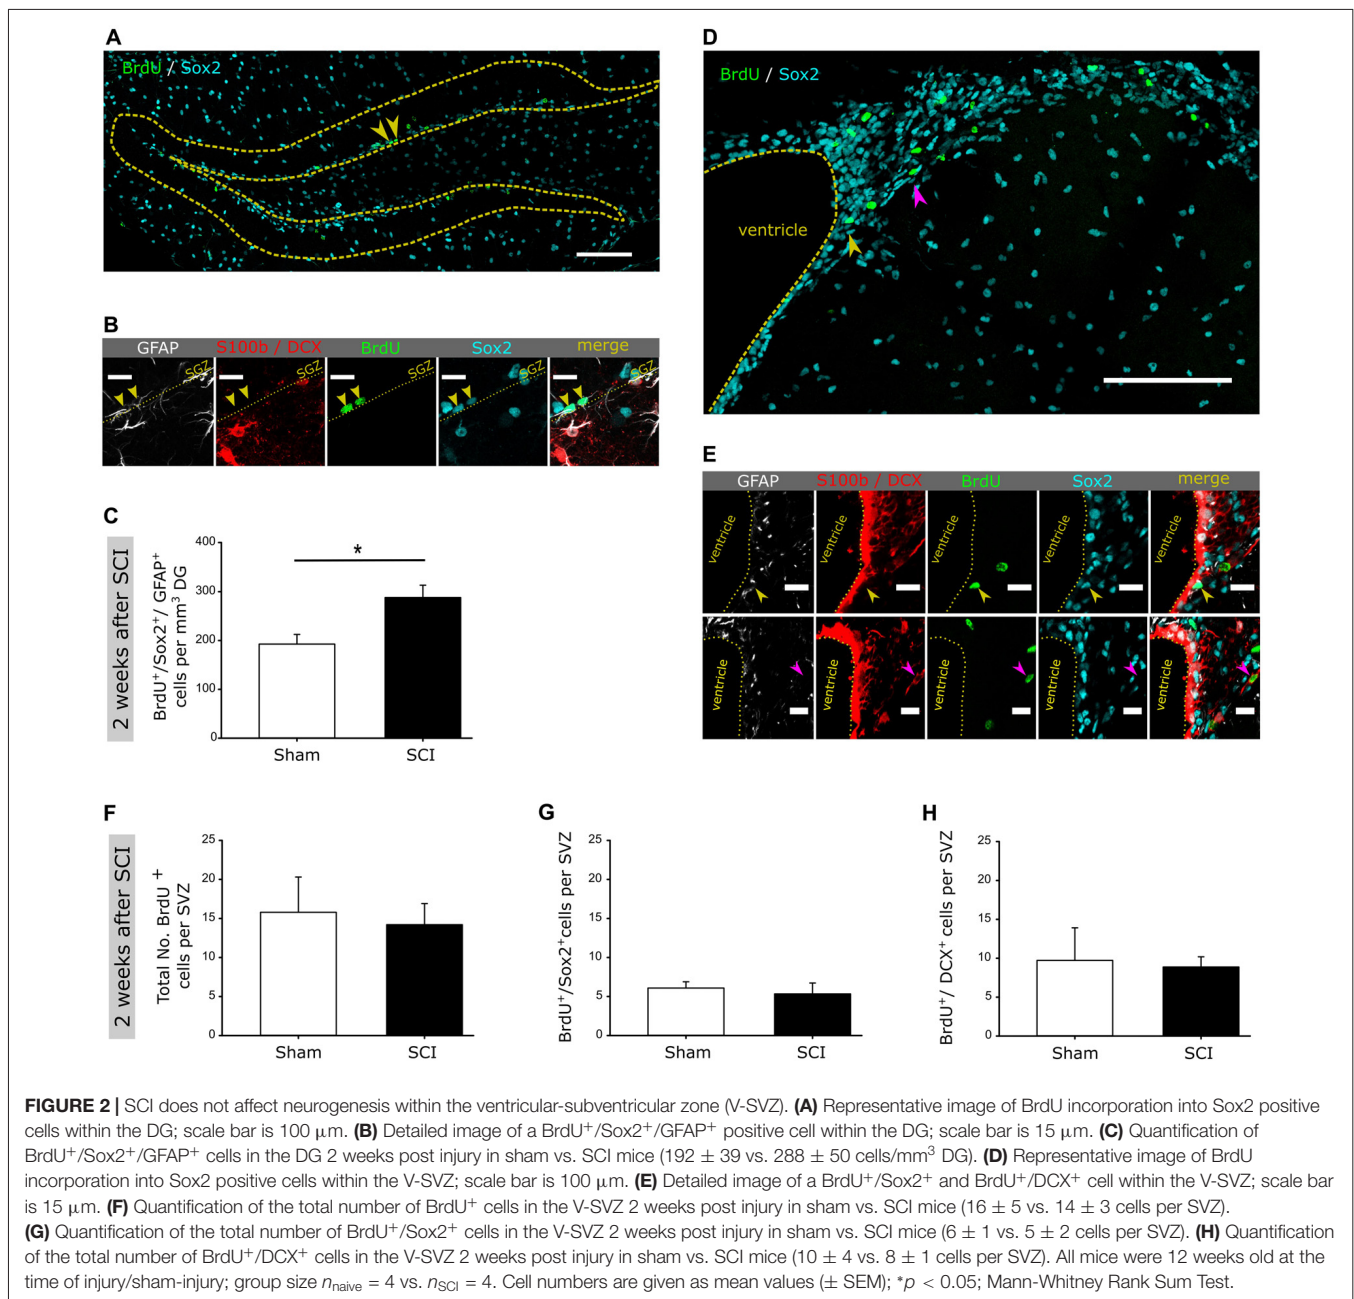 A
BrdU / Sox2
D
BrdU / Sox2
ventricle
B
GFAP
S100b / DCX
BrdU
Sox2
merge
SGZ
SGZ
SGZ
SGZ
SGZ
E
GFAP
S100b / DCX
BrdU
Sox2
merge
ventricle
ventricle
ventricle
ventricle
ventricle
ventricle
ventricle
ventricle
ventricle
ventricle
C
2 weeks after SCI
BrdU⁺/Sox2⁺/ GFAP⁺
cells per mm³ DG
400
300
200
100
0
*
Sham
SCI
F
2 weeks after SCI
Total No. BrdU ⁺
cells per SVZ
25
20
15
10
5
0
Sham
SCI
G
BrdU⁺/Sox2⁺cells per SVZ
25
20
15
10
5
0
Sham
SCI
H
BrdU⁺/ DCX⁺ cells per SVZ
25
20
15
10
5
0
Sham
SCI
FIGURE 2 | SCI does not affect neurogenesis within the ventricular-subventricular zone (V-SVZ). (A) Representative image of BrdU incorporation into Sox2 positive
cells within the DG; scale bar is 100 μm. (B) Detailed image of a BrdU⁺/Sox2⁺/GFAP⁺ positive cell within the DG; scale bar is 15 μm. (C) Quantification of
BrdU⁺/Sox2⁺/GFAP⁺ cells in the DG 2 weeks post injury in sham vs. SCI mice (192 ± 39 vs. 288 ± 50 cells/mm³ DG). (D) Representative image of BrdU
incorporation into Sox2 positive cells within the V-SVZ; scale bar is 100 μm. (E) Detailed image of a BrdU⁺/Sox2⁺ and BrdU⁺/DCX⁺ cell within the V-SVZ; scale bar
is 15 μm. (F) Quantification of the total number of BrdU⁺ cells in the V-SVZ 2 weeks post injury in sham vs. SCI mice (16 ± 5 vs. 14 ± 3 cells per SVZ).
(G) Quantification of the total number of BrdU⁺/Sox2⁺ cells in the V-SVZ 2 weeks post injury in sham vs. SCI mice (6 ± 1 vs. 5 ± 2 cells per SVZ). (H) Quantification
of the total number of BrdU⁺/DCX⁺ cells in the V-SVZ 2 weeks post injury in sham vs. SCI mice (10 ± 4 vs. 8 ± 1 cells per SVZ). All mice were 12 weeks old at the
time of injury/sham-injury; group size n_naive = 4 vs. n_SCI = 4. Cell numbers are given as mean values (± SEM); *p < 0.05; Mann-Whitney Rank Sum Test.